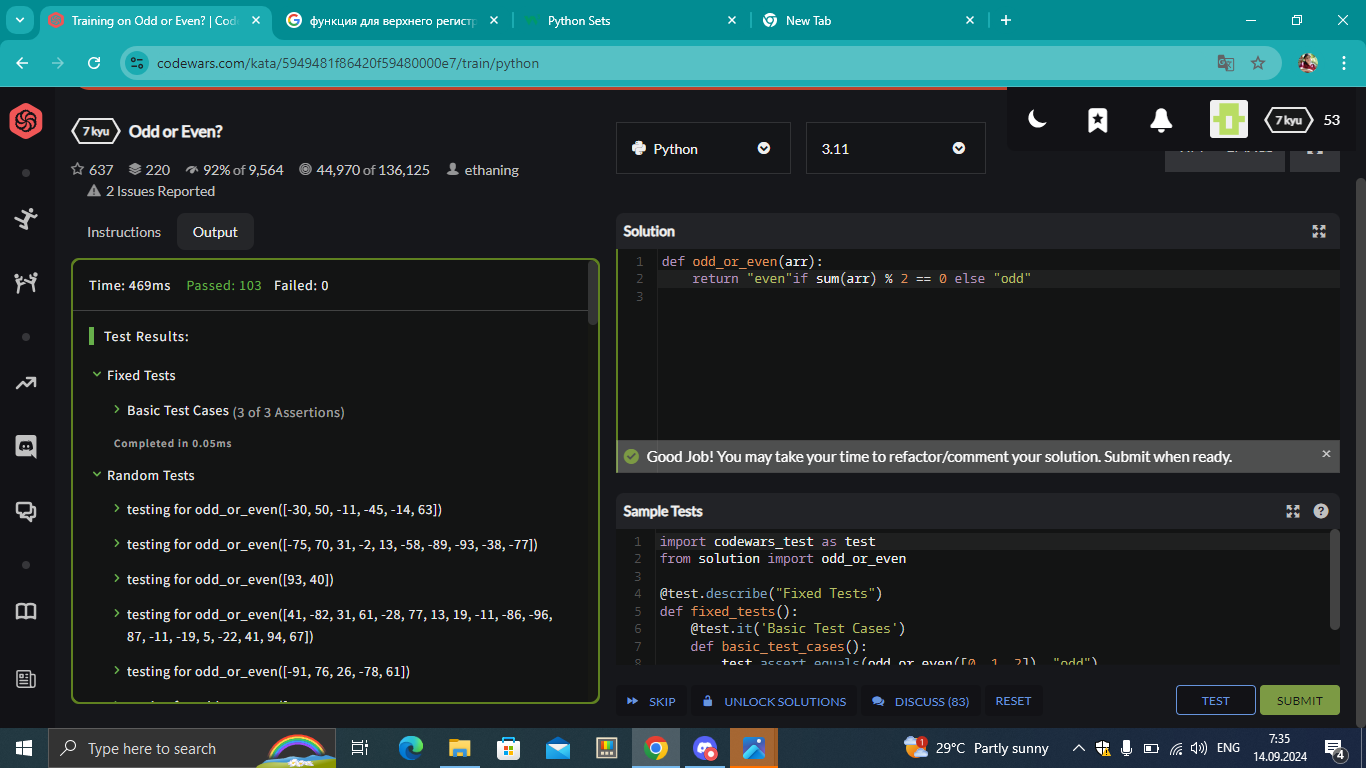 Training on Odd or Even? | Cod
функция для верхнего регистр
Python Sets
New Tab
codewars.com/kata/5949481f86420f59480000e7/train/python
7 kyu
Odd or Even?
637
220
92% of 9,564
44,970 of 136,125
ethaning
2 Issues Reported
Python
3.11
7 kyu
53
Instructions
Output
Time: 469ms Passed: 103 Failed: 0
Test Results:
Fixed Tests
Basic Test Cases (3 of 3 Assertions)
Completed in 0.05ms
Random Tests
testing for odd_or_even([-30, 50, -11, -45, -14, 63])
testing for odd_or_even([-75, 70, 31, -2, 13, -58, -89, -93, -38, -77])
testing for odd_or_even([93, 40])
testing for odd_or_even([41, -82, 31, 61, -28, 77, 13, 19, -11, -86, -96,
87, -11, -19, 5, -22, 41, 94, 67])
testing for odd_or_even([-91, 76, 26, -78, 61])
Solution
1 def odd_or_even(arr):
2 return "even"if sum(arr) % 2 == 0 else "odd"
3
Good Job! You may take your time to refactor/comment your solution. Submit when ready.
Sample Tests
1 import codewars_test as test
2 from solution import odd_or_even
3
4 @test.describe("Fixed Tests")
5 def fixed_tests():
6 @test.it('Basic Test Cases')
7 def basic_test_cases():
8 test.assert_equals(odd_or_even([0, 1, 2]), "odd")
SKIP
UNLOCK SOLUTIONS
DISCUSS (83)
RESET
TEST
SUBMIT
Type here to search
1
29°C Partly sunny
ENG
7:35
14.09.2024
4